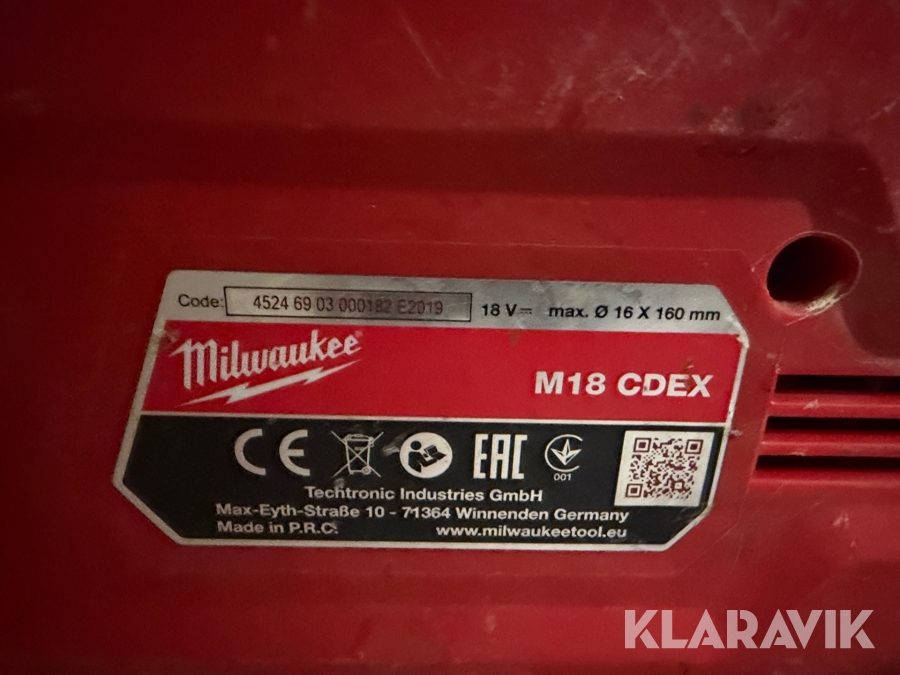 Code: 4524 69 03 000182 E2019 18 V⎓ max. Ø 16 X 160 mm
Milwaukee
M18 CDEX
CE EAC 001
Techtronic Industries GmbH
Max-Eyth-Straße 10 - 71364 Winnenden Germany
Made in P.R.C. www.milwaukeetool.eu
KLARAVIK